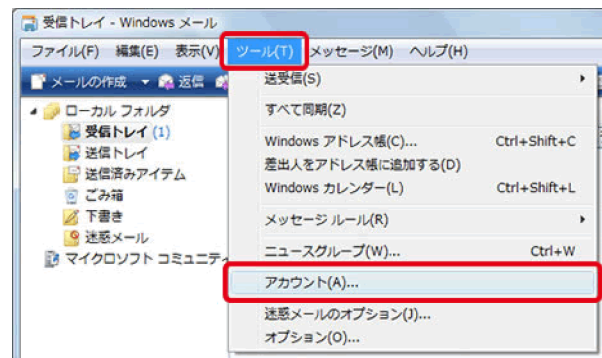 受信トレイ - Windows メール
ファイル(F) 編集(E) 表示(V) ツール(T) メッセージ(M) ヘルプ(H)
メールの作成 返信
送受信(S)
すべて同期(Z)
Windows アドレス帳(C)... Ctrl+Shift+C
差出人をアドレス帳に追加する(D)
Windows カレンダー(L) Ctrl+Shift+L
メッセージ ルール(R)
ニュースグループ(W)... Ctrl+W
アカウント(A)...
迷惑メールのオプション(J)...
オプション(O)...
ローカル フォルダ
受信トレイ (1)
送信トレイ
送信済みアイテム
ごみ箱
下書き
迷惑メール
マイクロソフト コミュニティ